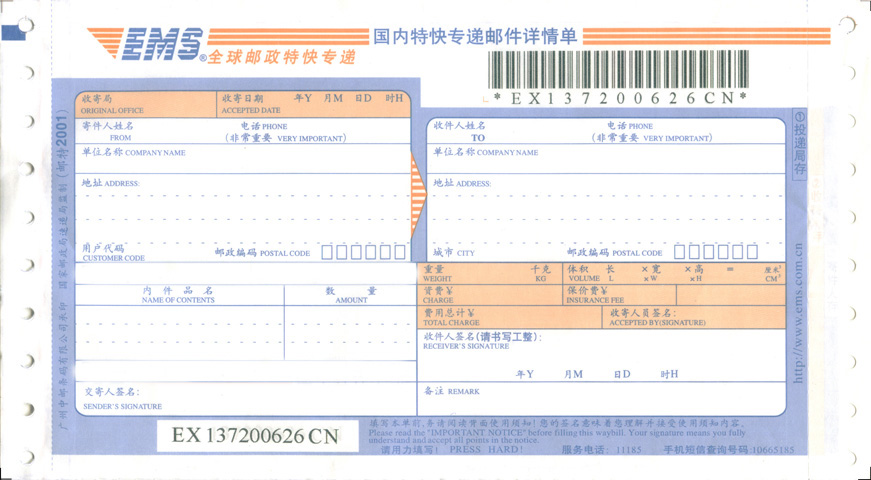 EMS®全球邮政特快专递
国内特快专递邮件详情单
*EX137200626CN*
收寄局
ORIGINAL OFFICE
收寄日期 年Y 月M 日D 时H
ACCEPTED DATE
寄件人姓名
FROM
电话 PHONE
(非常重要 VERY IMPORTANT)
单位名称 COMPANY NAME
地址 ADDRESS:
用户代码
CUSTOMER CODE
邮政编码 POSTAL CODE
收件人姓名
TO
电话 PHONE
(非常重要 VERY IMPORTANT)
单位名称 COMPANY NAME
地址 ADDRESS:
城市 CITY
邮政编码 POSTAL CODE
内 件 品 名
NAME OF CONTENTS
数 量
AMOUNT
交寄人签名:
SENDER'S SIGNATURE
重量 千克
WEIGHT KG
体积 长 ×宽 ×高 = 厘米³
VOLUME L ×W ×H CM³
资费¥
CHARGE
保价费¥
INSURANCE FEE
费用总计¥
TOTAL CHARGE
收寄人员签名:
ACCEPTED BY(SIGNATURE)
收件人签名(请书写工整):
RECEIVER'S SIGNATURE
年Y 月M 日D 时H
备注 REMARK
EX 137200626 CN
填写本单前,务请阅读背面使用须知!您的签名意味着您理解并接受使用须知内容。
Please read the "IMPORTANT NOTICE" before filling this waybill. Your signature means you fully
understand and accept all points in the notice.
请用力填写! PRESS HARD! 服务电话: 11185 手机短信查询号码:10665185
广州中邮条码有限公司承印 国家邮政局速递局监制(邮特2001)
①投递局存
http://www.ems.com.cn